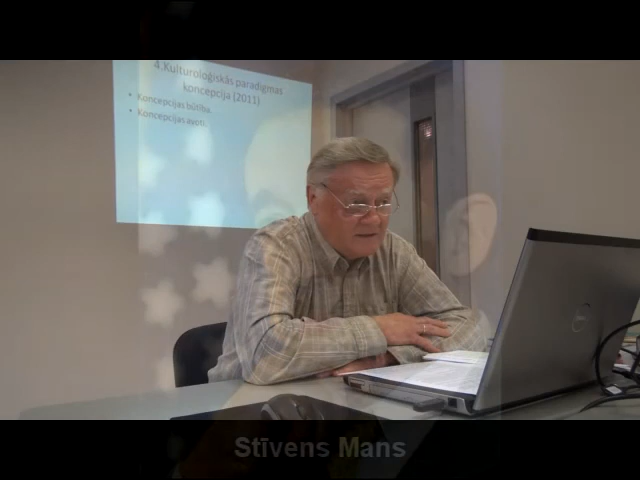 4.Kulturoloģiskās paradigmas
koncepcija (2011)
• Koncepcijas būtība.
• Koncepcijas avoti.
Stīvens Mans